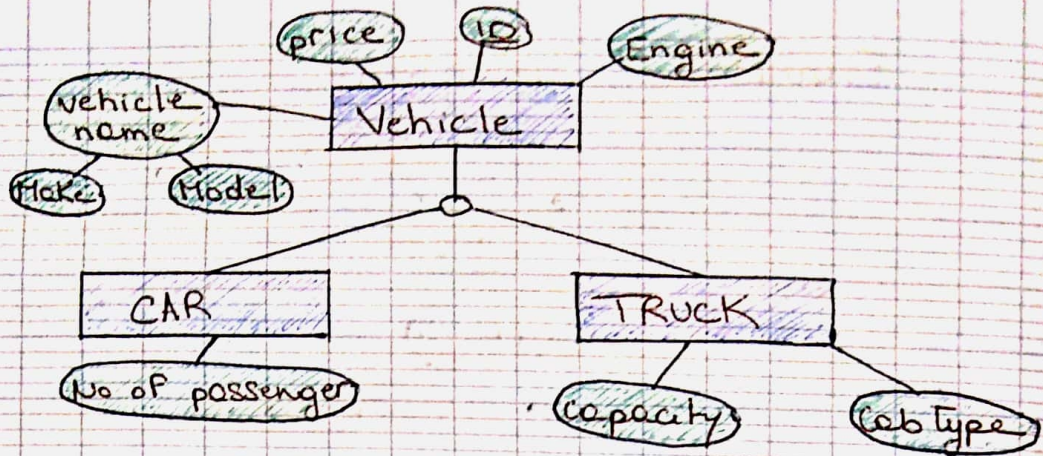 price
ID
Engine
Vehicle
name
Vehicle
Make
Model
CAR
TRUCK
No of passenger
capacity
Cab Type